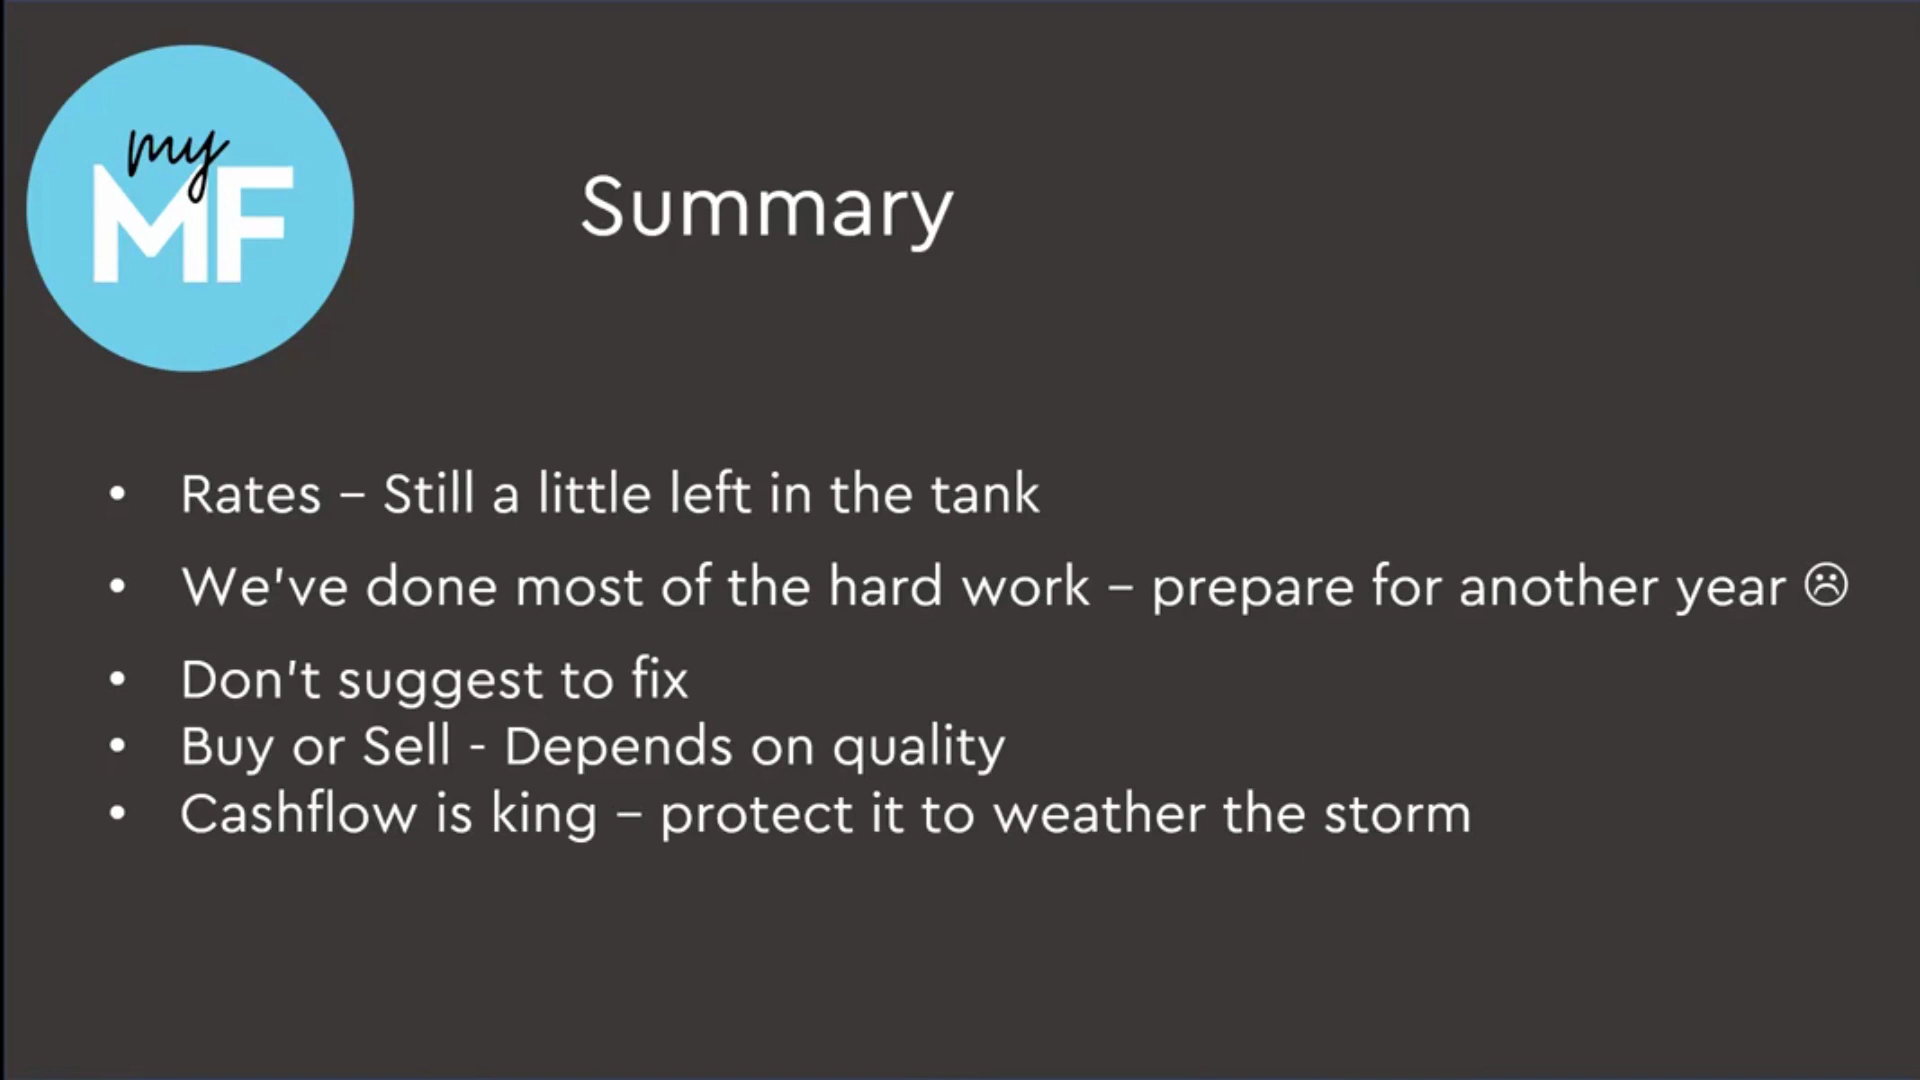 my
MF
Summary
• Rates – Still a little left in the tank
• We've done most of the hard work – prepare for another year ☹
• Don't suggest to fix
• Buy or Sell - Depends on quality
• Cashflow is king – protect it to weather the storm